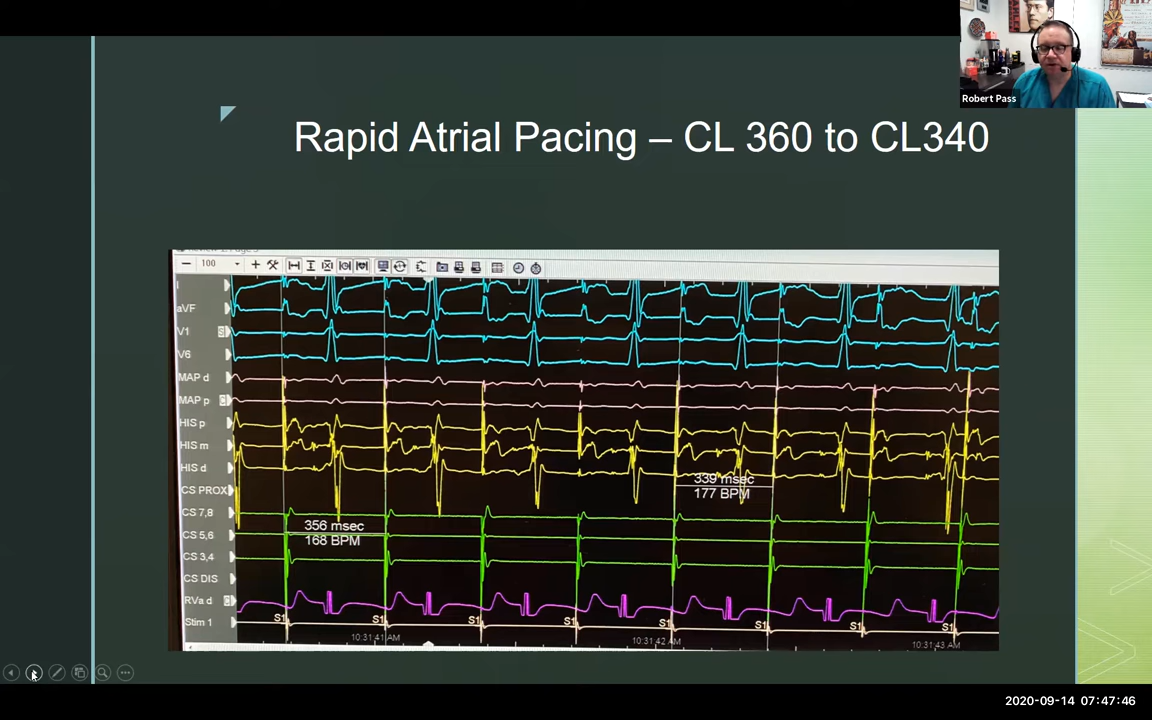 Robert Pass
Rapid Atrial Pacing – CL 360 to CL340
100
I
aVF
V1
S
V6
MAP d
MAP p
C
HIS p
HIS m
HIS d
339 msec
177 BPM
CS PROX
CS 7,8
356 msec
CS 5,6
168 BPM
CS 3,4
CS DIS
RVa d
C
Stim 1
S1 S1 S1 S1 S1 S1 S1 S1
10:31:41 AM 10:31:42 AM 10:31:43 AM
2020-09-14 07:47:46